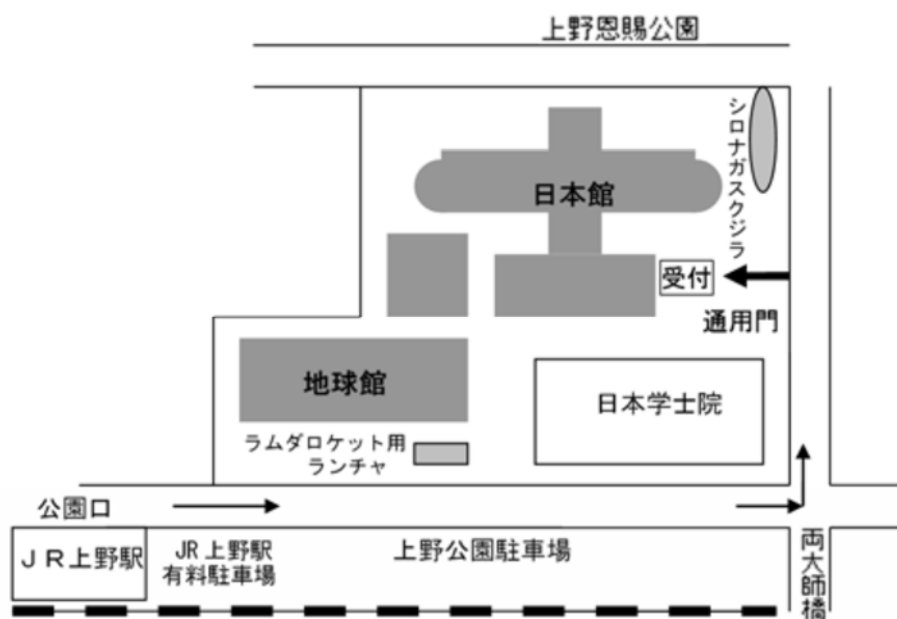 上野恩賜公園
シロナガスクジラ
日本館
受付
通用門
地球館
日本学士院
ラムダロケット用
ランチャ
公園口
JR上野駅
JR上野駅
有料駐車場
上野公園駐車場
両大師橋